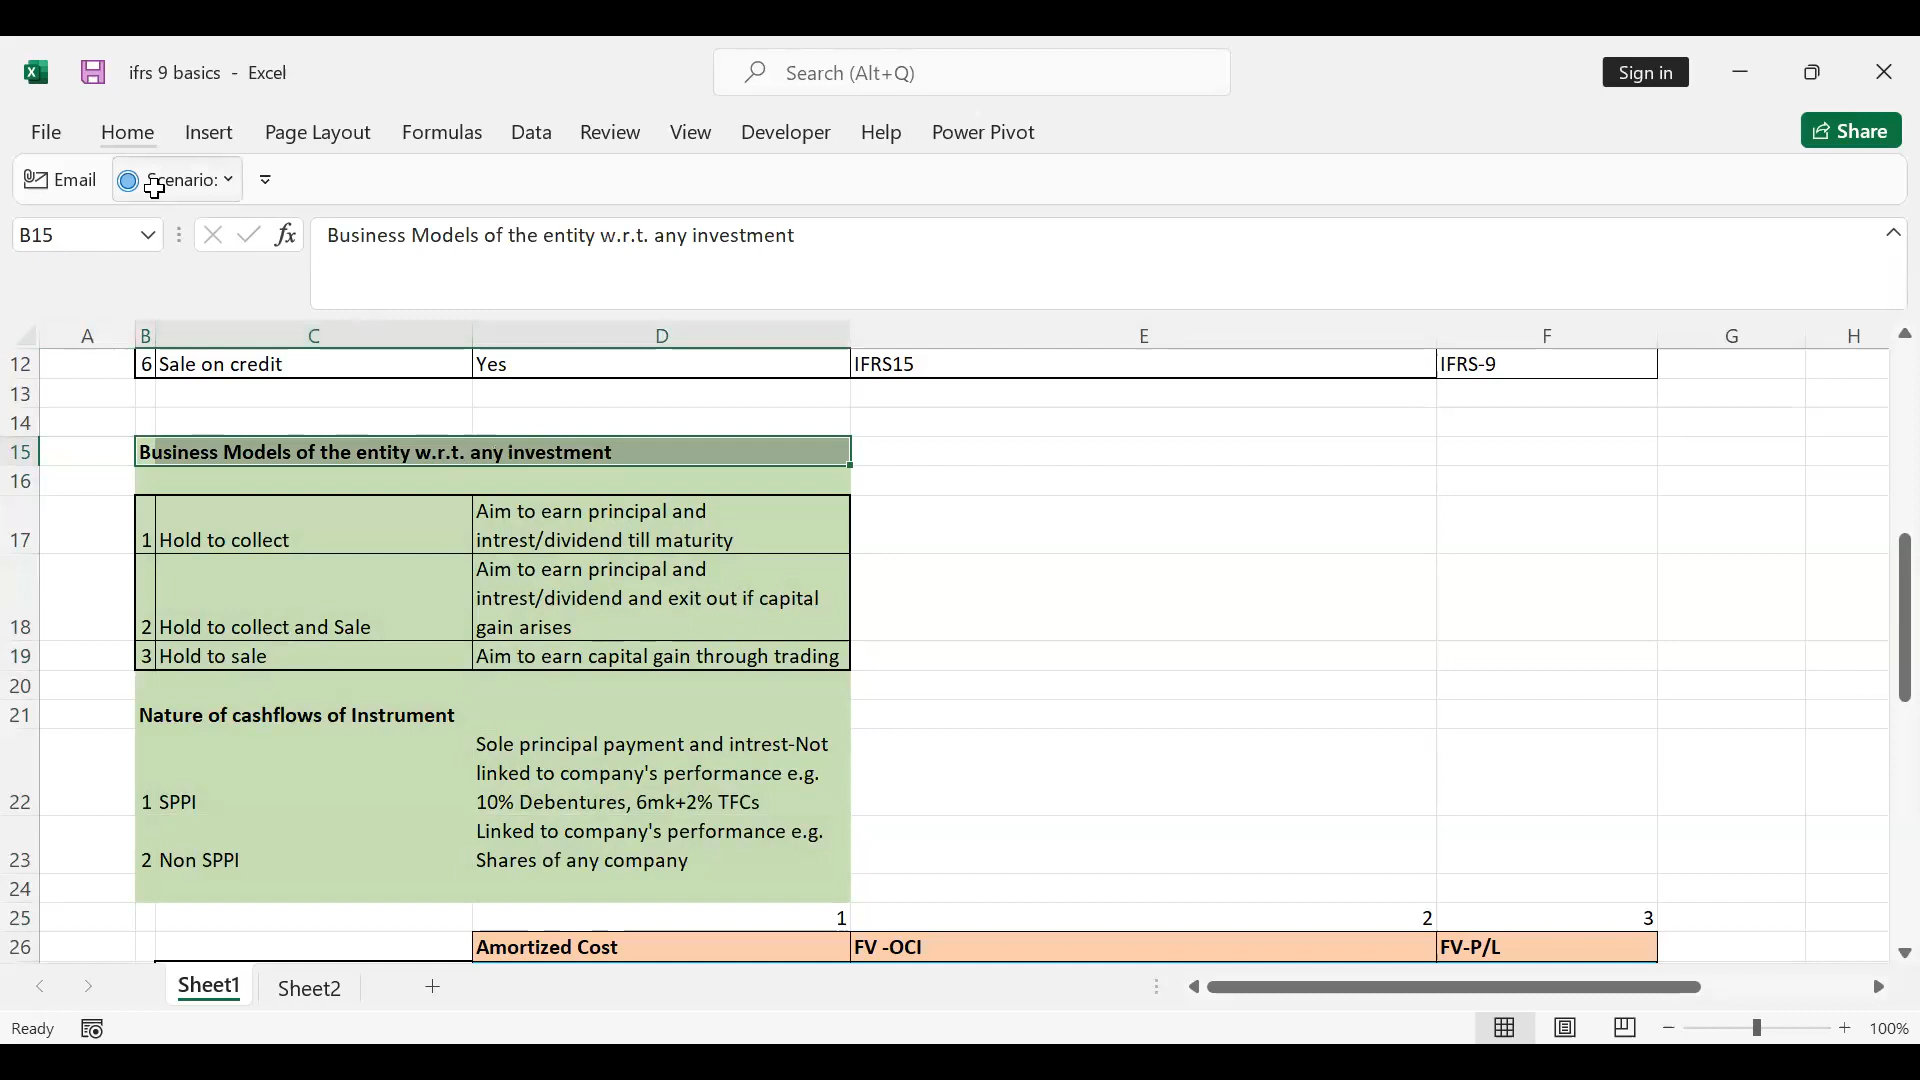 ifrs 9 basics - Excel
Search (Alt+Q)
Sign in
File Home Insert Page Layout Formulas Data Review View Developer Help Power Pivot
Share
Email Scenario:
B15
fx
Business Models of the entity w.r.t. any investment
A B C D E F G H
12 6 Sale on credit Yes IFRS15 IFRS-9
13
14
15 Business Models of the entity w.r.t. any investment
16
Aim to earn principal and
17 1 Hold to collect intrest/dividend till maturity
Aim to earn principal and
intrest/dividend and exit out if capital
18 2 Hold to collect and Sale gain arises
19 3 Hold to sale Aim to earn capital gain through trading
20
21 Nature of cashflows of Instrument
Sole principal payment and intrest-Not
linked to company's performance e.g.
22 1 SPPI 10% Debentures, 6mk+2% TFCs
Linked to company's performance e.g.
23 2 Non SPPI Shares of any company
24
25 1 2 3
26 Amortized Cost FV -OCI FV-P/L
Sheet1 Sheet2
Ready
100%